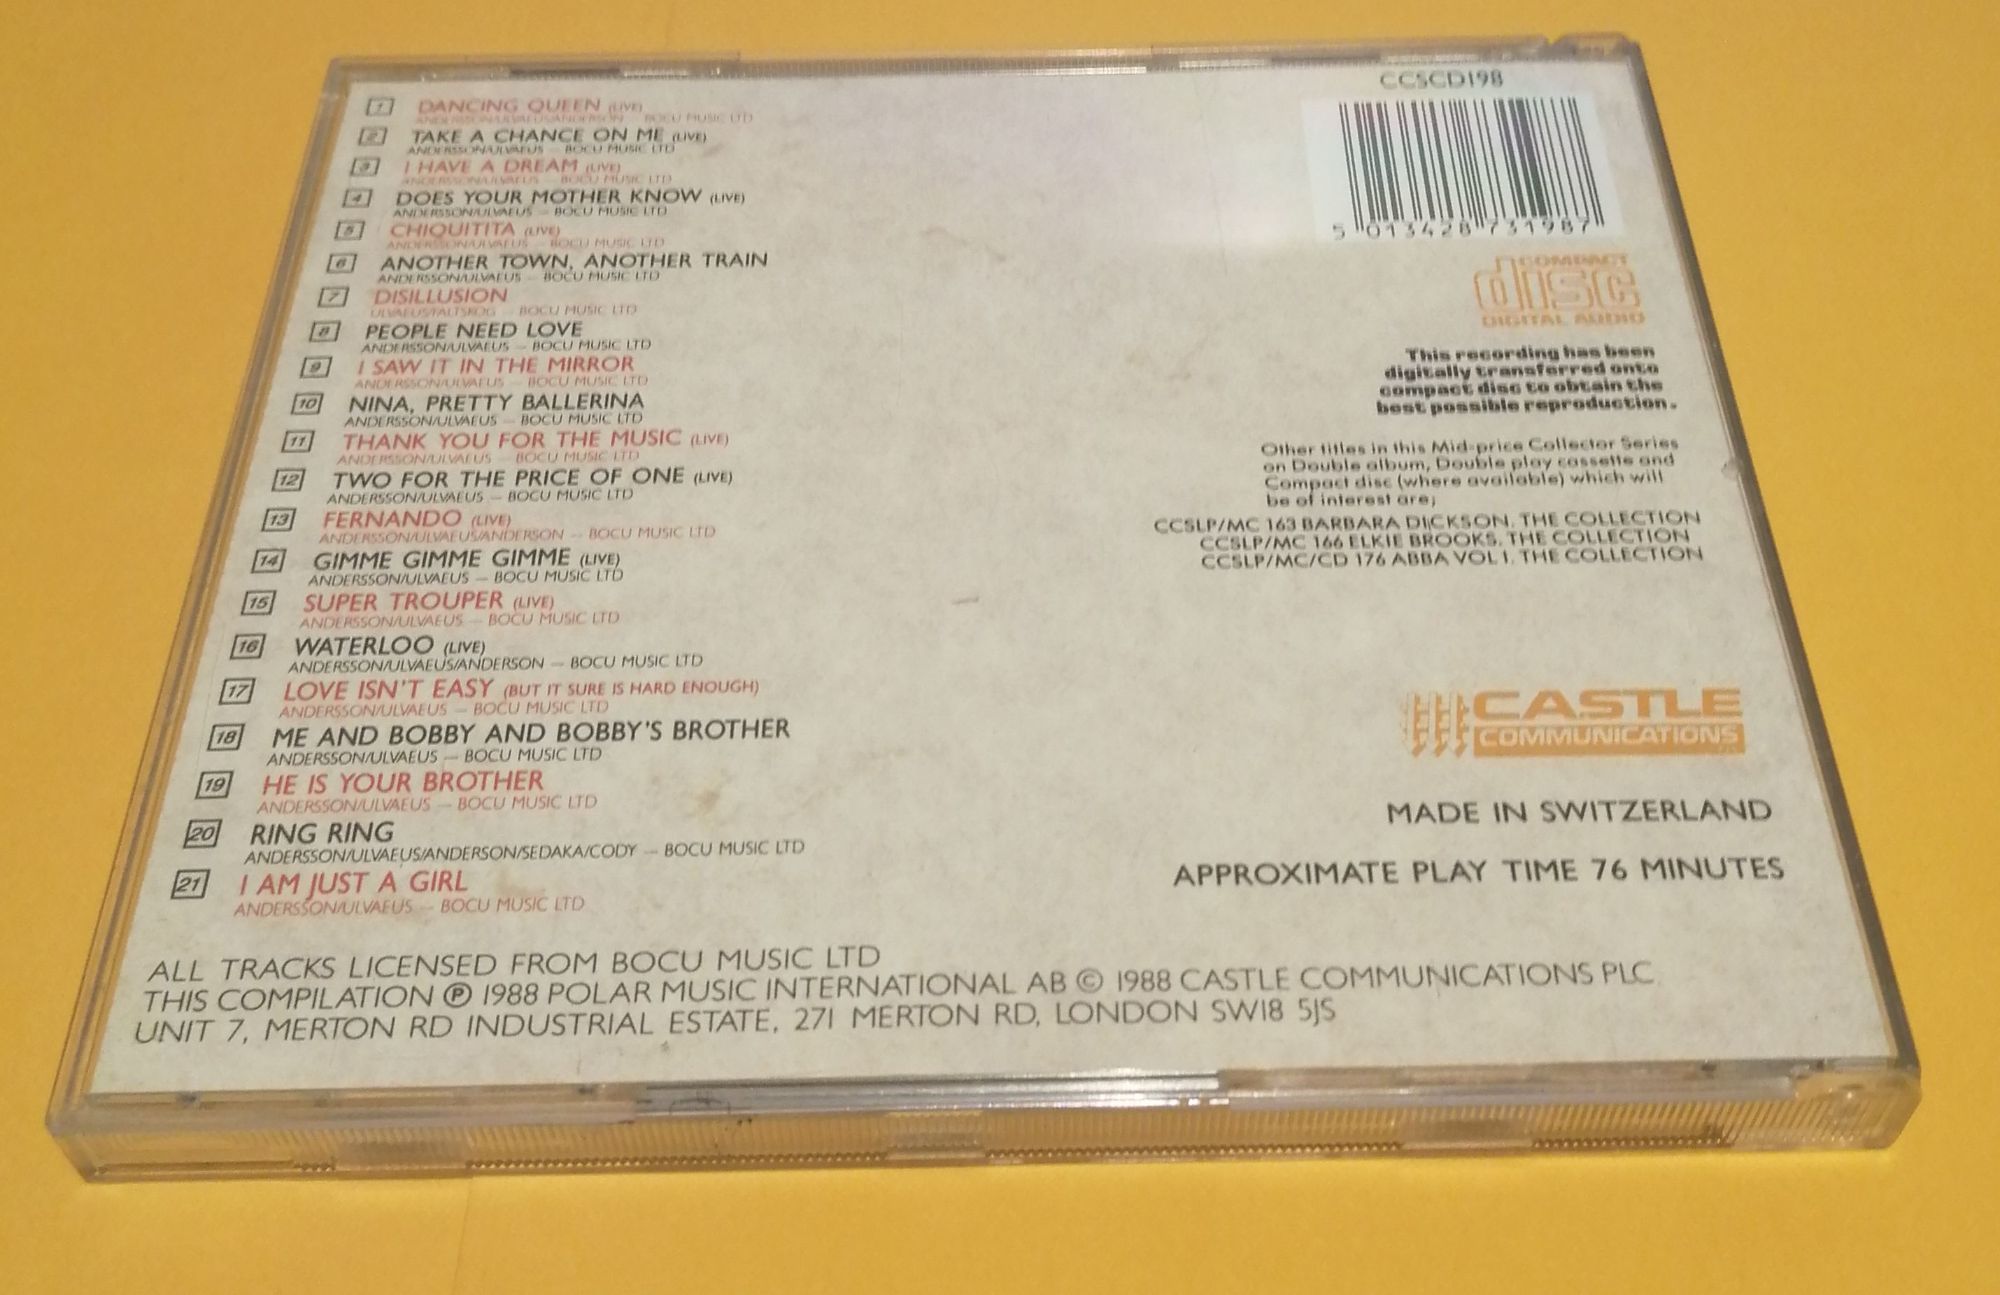 1 DANCING QUEEN (LIVE)
ANDERSSON/ULVAEUS/ANDERSON — BOCU MUSIC LTD
2 TAKE A CHANCE ON ME (LIVE)
ANDERSSON/ULVAEUS — BOCU MUSIC LTD
3 I HAVE A DREAM (LIVE)
ANDERSSON/ULVAEUS — BOCU MUSIC LTD
4 DOES YOUR MOTHER KNOW (LIVE)
ANDERSSON/ULVAEUS — BOCU MUSIC LTD
5 CHIQUITITA (LIVE)
ANDERSSON/ULVAEUS — BOCU MUSIC LTD
6 ANOTHER TOWN, ANOTHER TRAIN
ANDERSSON/ULVAEUS — BOCU MUSIC LTD
7 DISILLUSION
ULVAEUS/FALTSKOG — BOCU MUSIC LTD
8 PEOPLE NEED LOVE
ANDERSSON/ULVAEUS — BOCU MUSIC LTD
9 I SAW IT IN THE MIRROR
ANDERSSON/ULVAEUS — BOCU MUSIC LTD
10 NINA, PRETTY BALLERINA
ANDERSSON/ULVAEUS — BOCU MUSIC LTD
11 THANK YOU FOR THE MUSIC (LIVE)
ANDERSSON/ULVAEUS — BOCU MUSIC LTD
12 TWO FOR THE PRICE OF ONE (LIVE)
ANDERSSON/ULVAEUS — BOCU MUSIC LTD
13 FERNANDO (LIVE)
ANDERSSON/ULVAEUS/ANDERSON — BOCU MUSIC LTD
14 GIMME GIMME GIMME (LIVE)
ANDERSSON/ULVAEUS — BOCU MUSIC LTD
15 SUPER TROUPER (LIVE)
ANDERSSON/ULVAEUS — BOCU MUSIC LTD
16 WATERLOO (LIVE)
ANDERSSON/ULVAEUS/ANDERSON — BOCU MUSIC LTD
17 LOVE ISN'T EASY (BUT IT SURE IS HARD ENOUGH)
ANDERSSON/ULVAEUS — BOCU MUSIC LTD
18 ME AND BOBBY AND BOBBY'S BROTHER
ANDERSSON/ULVAEUS — BOCU MUSIC LTD
19 HE IS YOUR BROTHER
ANDERSSON/ULVAEUS — BOCU MUSIC LTD
20 RING RING
ANDERSSON/ULVAEUS/ANDERSON/SEDAKA/CODY — BOCU MUSIC LTD
21 I AM JUST A GIRL
ANDERSSON/ULVAEUS — BOCU MUSIC LTD
CCSCD198
5 013428 731987
COMPACT
disc
DIGITAL AUDIO
This recording has been
digitally transferred onto
compact disc to obtain the
best possible reproduction.
Other titles in this Mid-price Collector Series
on Double album, Double play cassette and
Compact disc (where available) which will
be of interest are;
CCSLP/MC 163 BARBARA DICKSON. THE COLLECTION
CCSLP/MC 166 ELKIE BROOKS. THE COLLECTION
CCSLP/MC/CD 176 ABBA VOL 1. THE COLLECTION
CASTLE
COMMUNICATIONS
MADE IN SWITZERLAND
APPROXIMATE PLAY TIME 76 MINUTES
ALL TRACKS LICENSED FROM BOCU MUSIC LTD
THIS COMPILATION ℗ 1988 POLAR MUSIC INTERNATIONAL AB © 1988 CASTLE COMMUNICATIONS PLC
UNIT 7, MERTON RD INDUSTRIAL ESTATE, 271 MERTON RD, LONDON SW18 5JS